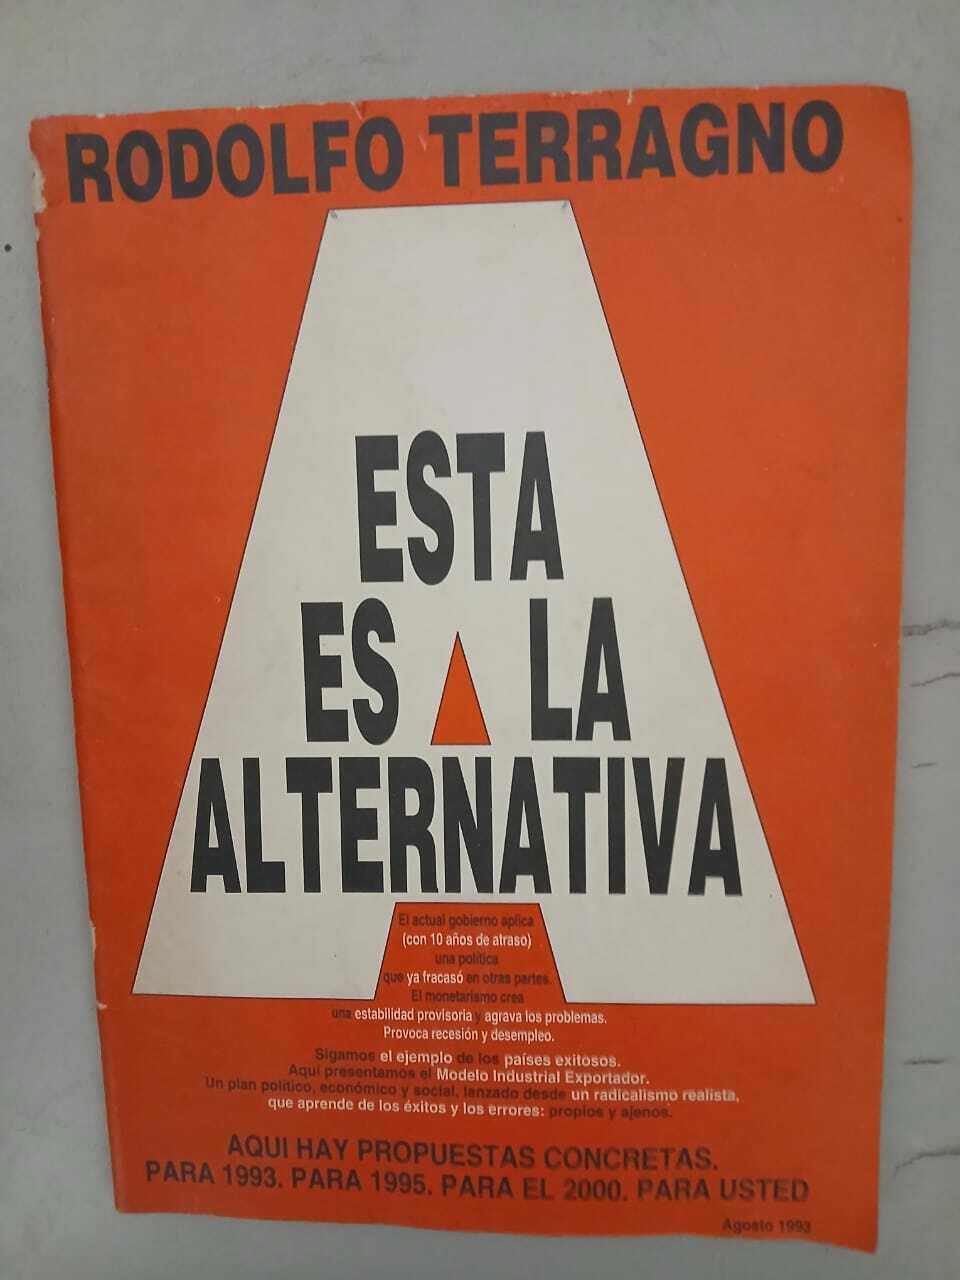 RODOLFO TERRAGNO
ESTA
ES LA
ALTERNATIVA
El actual gobierno aplica
(con 10 años de atraso)
una política
que ya fracasó en otras partes.
El monetarismo crea
una estabilidad provisoria y agrava los problemas.
Provoca recesión y desempleo.
Sigamos el ejemplo de los países exitosos.
Aquí presentamos el Modelo Industrial Exportador.
Un plan político, económico y social, lanzado desde un radicalismo realista,
que aprende de los éxitos y los errores: propios y ajenos.
AQUI HAY PROPUESTAS CONCRETAS.
PARA 1993. PARA 1995. PARA EL 2000. PARA USTED
Agosto 1993